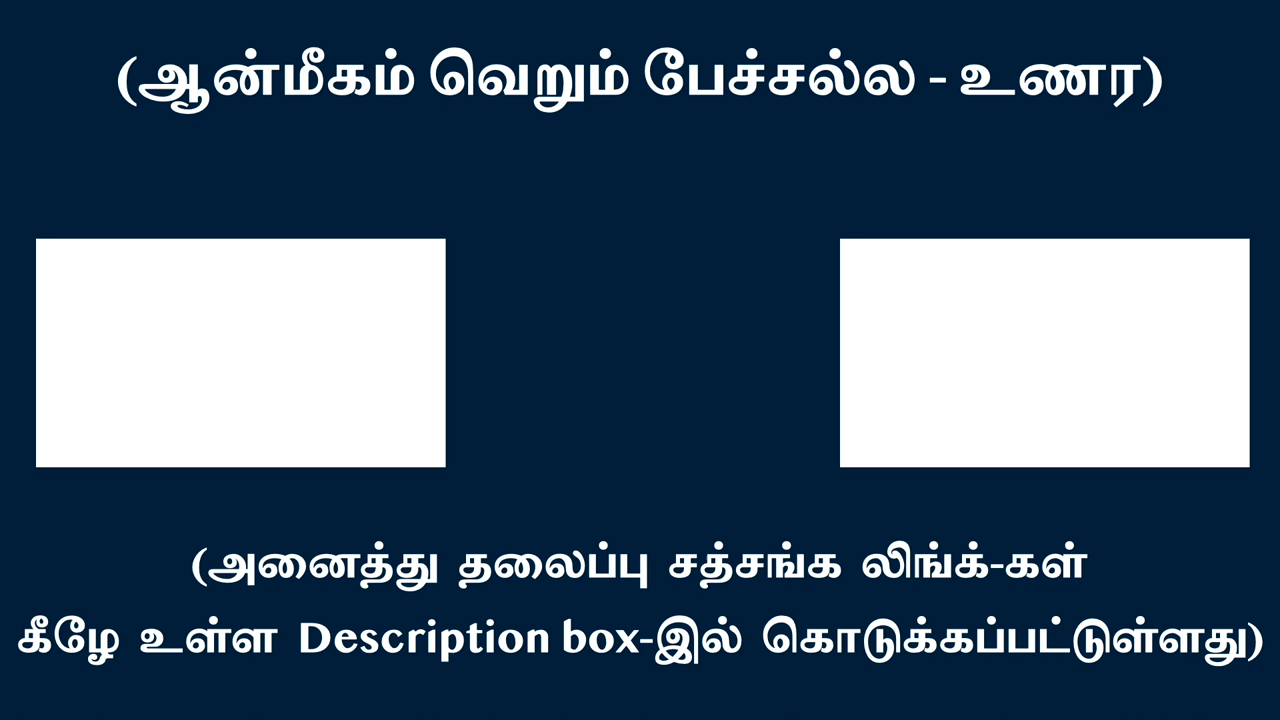 (ஆன்மீகம் வெறும் பேச்சல்ல - உணர)
(அனைத்து தலைப்பு சத்சங்க லிங்க்-கள்
கீழே உள்ள Description box-இல் கொடுக்கப்பட்டுள்ளது)